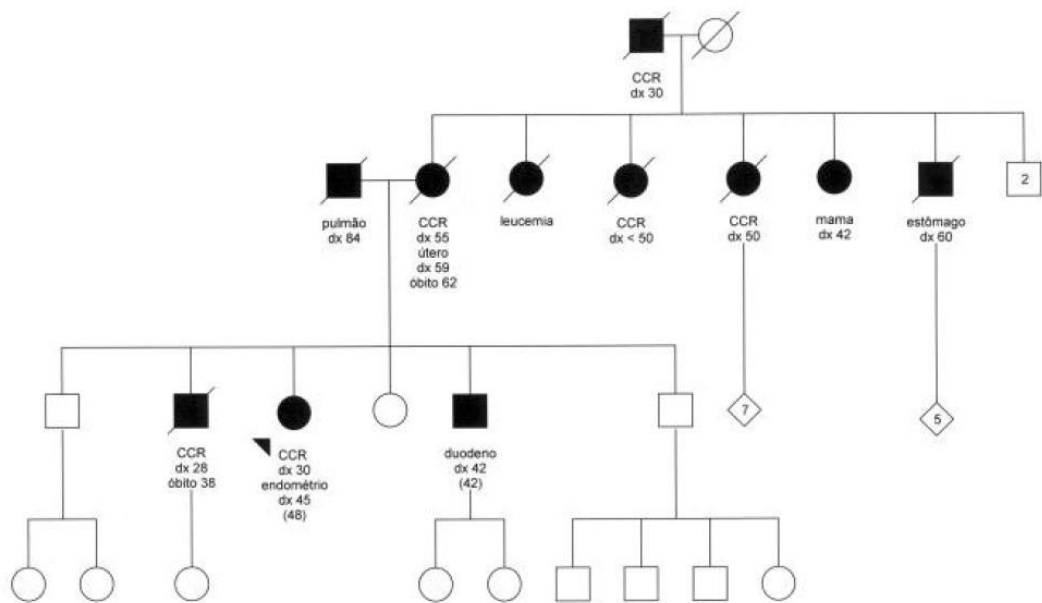 CCR
dx 30
pulmão
dx 84
CCR
dx 55
útero
dx 59
óbito 62
leucemia
CCR
dx < 50
CCR
dx 50
mama
dx 42
estômago
dx 60
2
CCR
dx 28
óbito 38
CCR
dx 30
endométrio
dx 45
(48)
duodeno
dx 42
(42)
7
5